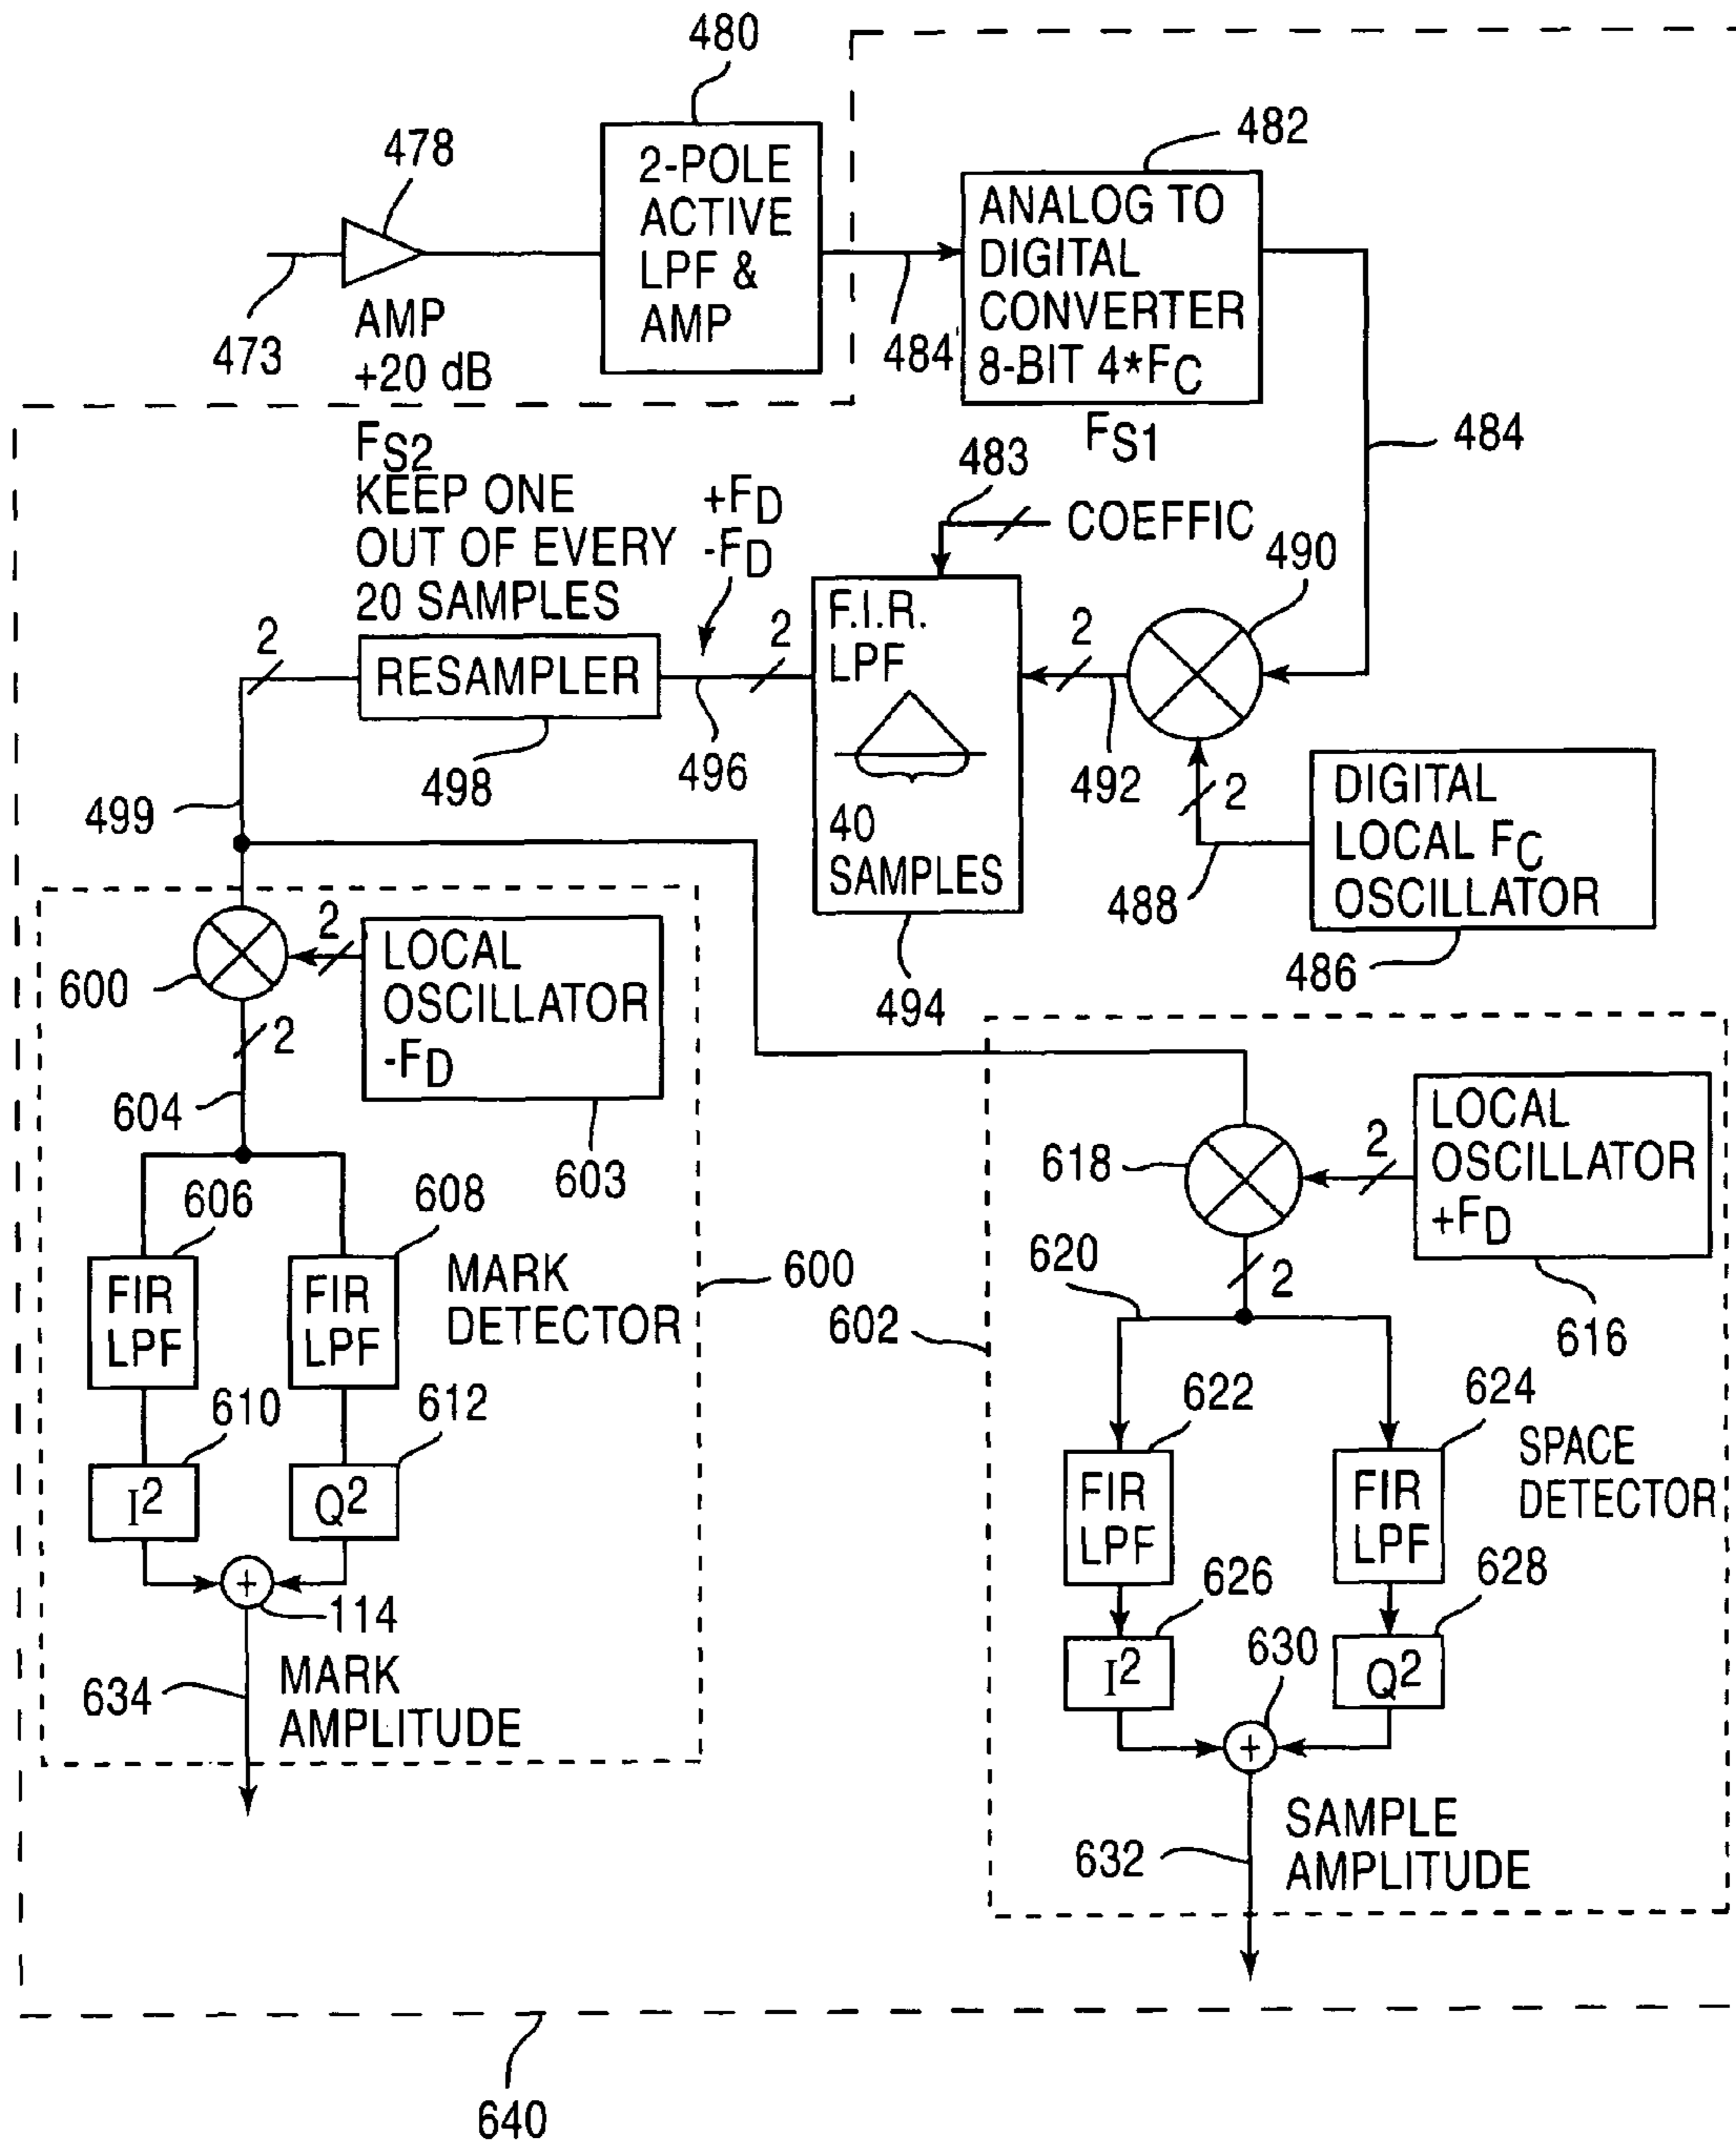 480
482
478
2-POLE
ACTIVE
LPF &
AMP
ANALOG TO
DIGITAL
CONVERTER
8-BIT 4*FC
473
AMP
+20 dB
484'
FS1
484
FS2
KEEP ONE
OUT OF EVERY
20 SAMPLES
+FD
-FD
483
COEFFIC
490
2
RESAMPLER
2
F.I.R.
LPF
2
498
496
40
SAMPLES
492
2
488
DIGITAL
LOCAL FC
OSCILLATOR
486
499
494
600
2
LOCAL
OSCILLATOR
-FD
2
604
603
618
2
LOCAL
OSCILLATOR
+FD
606
608
FIR
LPF
FIR
LPF
MARK
DETECTOR
600
602
620
2
616
610
612
622
624
I2
Q2
FIR
LPF
FIR
LPF
SPACE
DETECTOR
+
114
626
628
634
MARK
AMPLITUDE
I2
630
Q2
+
632
SAMPLE
AMPLITUDE
640